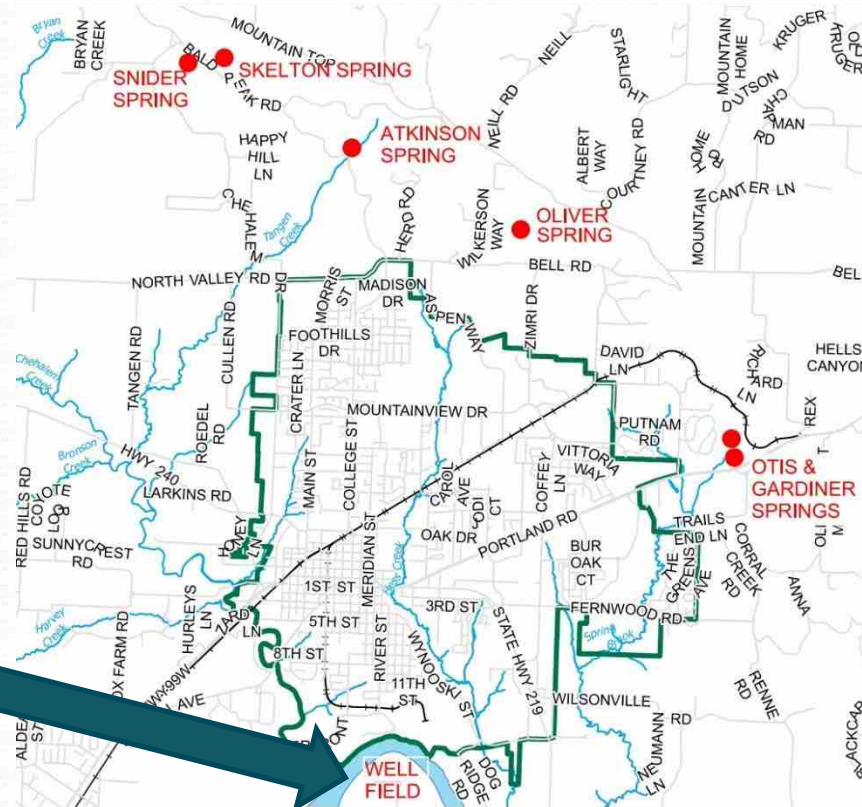 Bryan
Creek
BRYAN
CREEK
MOUNTAIN TOP
BALD
PEAK RD
SNIDER
SPRING
SKELTON SPRING
NEILL
NEILL RD
STARLIGHT
MOUNTAIN
HOME
KRUGER
KRUGER
HAPPY
HILL
LN
ATKINSON
SPRING
ALBERT
WAY
COURTNEY RD
CANTER LN
MOUNTAIN
HOME
CHEHALEM
DR
Tangen
Creek
HERD RD
WILKERSON
WAY
OLIVER
SPRING
NORTH VALLEY RD
BELL RD
BEL
MORRIS
ST
MADISON
DR
ASPEN WAY
ZIMRI DR
TANGEN RD
CULLEN RD
CRATER LN
FOOTHILLS
DR
DAVID
LN
RICHARD
LN
HELLS
CANYON
REX
Chehalem
Creek
Bronson
Creek
HWY 240
ROEDEL
RD
MOUNTAINVIEW DR
PUTNAM
RD
VITTORIA
WAY
OTIS &
GARDINER
SPRINGS
RED HILLS RD
LARKINS RD
MAIN ST
COLLEGE ST
CAROL
AVE
COFFEY
LN
PORTLAND RD
OAK DR
SUNNYCREST
RD
HONEY
LN
MERIDIAN ST
BUR
OAK
CT
TRAILS
END LN
THE
GREENS
AVE
CORRAL
CREEK
RD
ANNA
1ST ST
3RD ST
FERNWOOD RD
Harvey
Creek
HURLEYS
LN
5TH ST
8TH ST
RIVER ST
WYNOOSKI ST
STATE HWY 219
Spring
Brook
11TH
ST
WILSONVILLE
RD
RENNE
RD
NEUMANN
LN
DOG
RIDGE
RD
WELL
FIELD